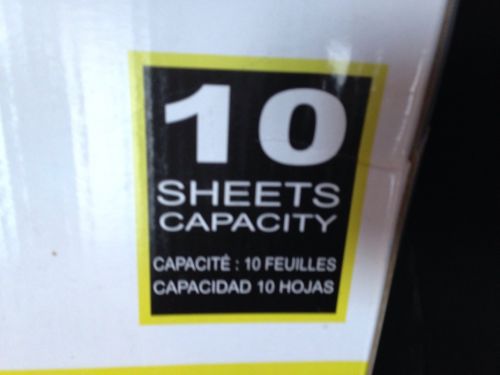 10
SHEETS
CAPACITY
CAPACITÉ : 10 FEUILLES
CAPACIDAD 10 HOJAS